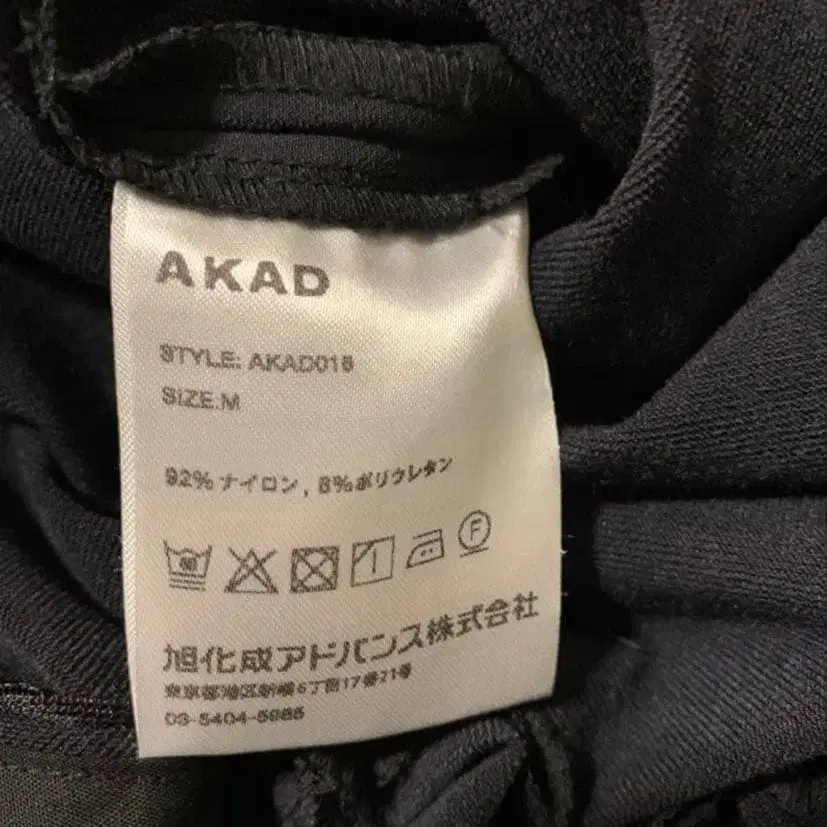 AKAD
STYLE: AKAD016
SIZE:M
92% ナイロン, 8%ポリウレタン
40
F
旭化成アドバンス株式会社
東京都港区新橋6丁目17番21号
03-5404-5985